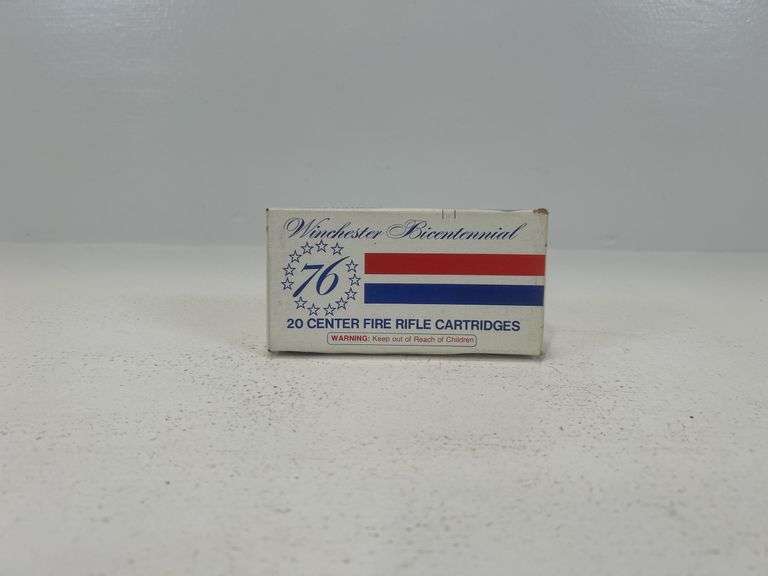 Winchester Bicentennial
76
20 CENTER FIRE RIFLE CARTRIDGES
WARNING: Keep out of Reach of Children